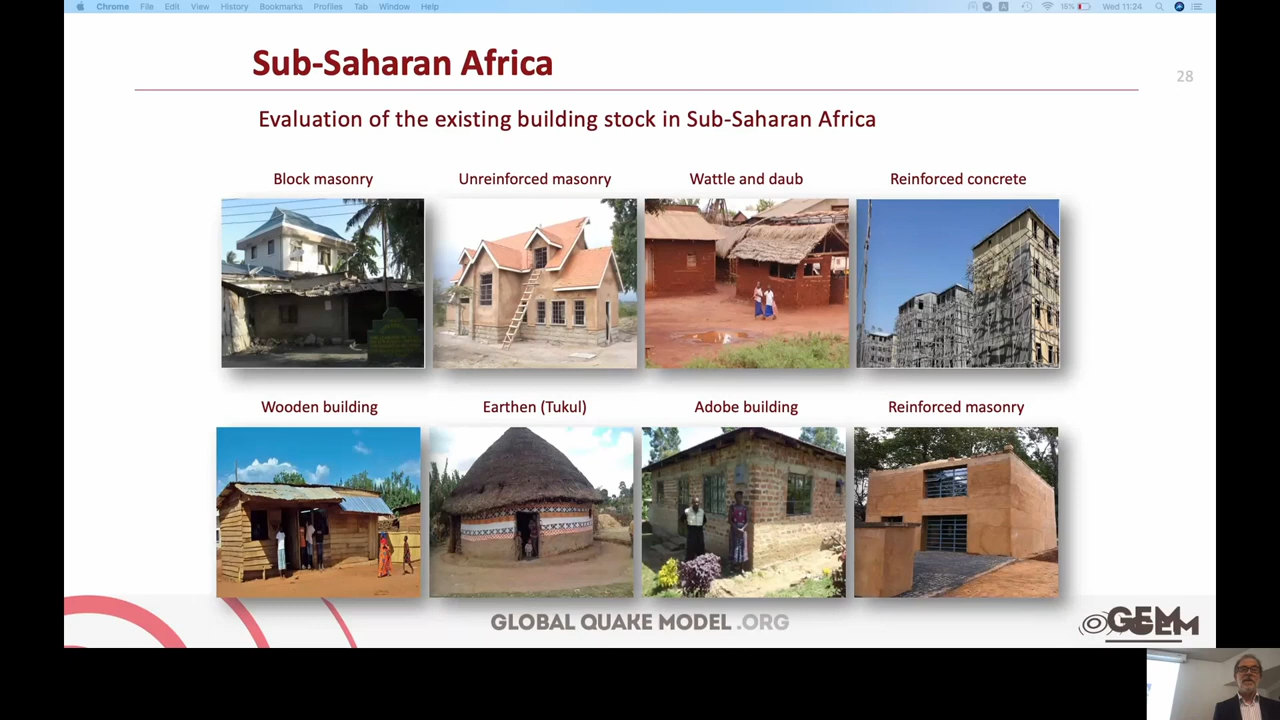 Chrome File Edit View History Bookmarks Profiles Tab Window Help
15% Wed 11:24
Sub-Saharan Africa
28
Evaluation of the existing building stock in Sub-Saharan Africa
Block masonry Unreinforced masonry Wattle and daub Reinforced concrete
Wooden building Earthen (Tukul) Adobe building Reinforced masonry
GLOBAL QUAKE MODEL .ORG
GEM
GEM